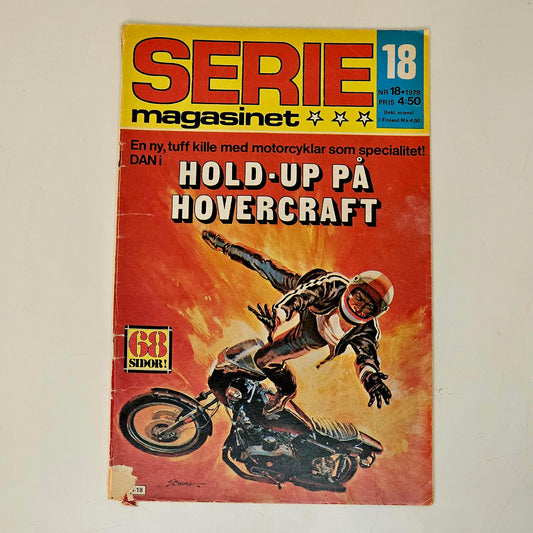 SERIE
magasinet
18
NR 18 • 1979
PRIS 4:50
(Inkl. moms)
I Finland Mk 4.50
En ny, tuff kille med motorcyklar som specialitet!
DAN i
HOLD-UP PÅ
HOVERCRAFT
68
SIDOR!
-18